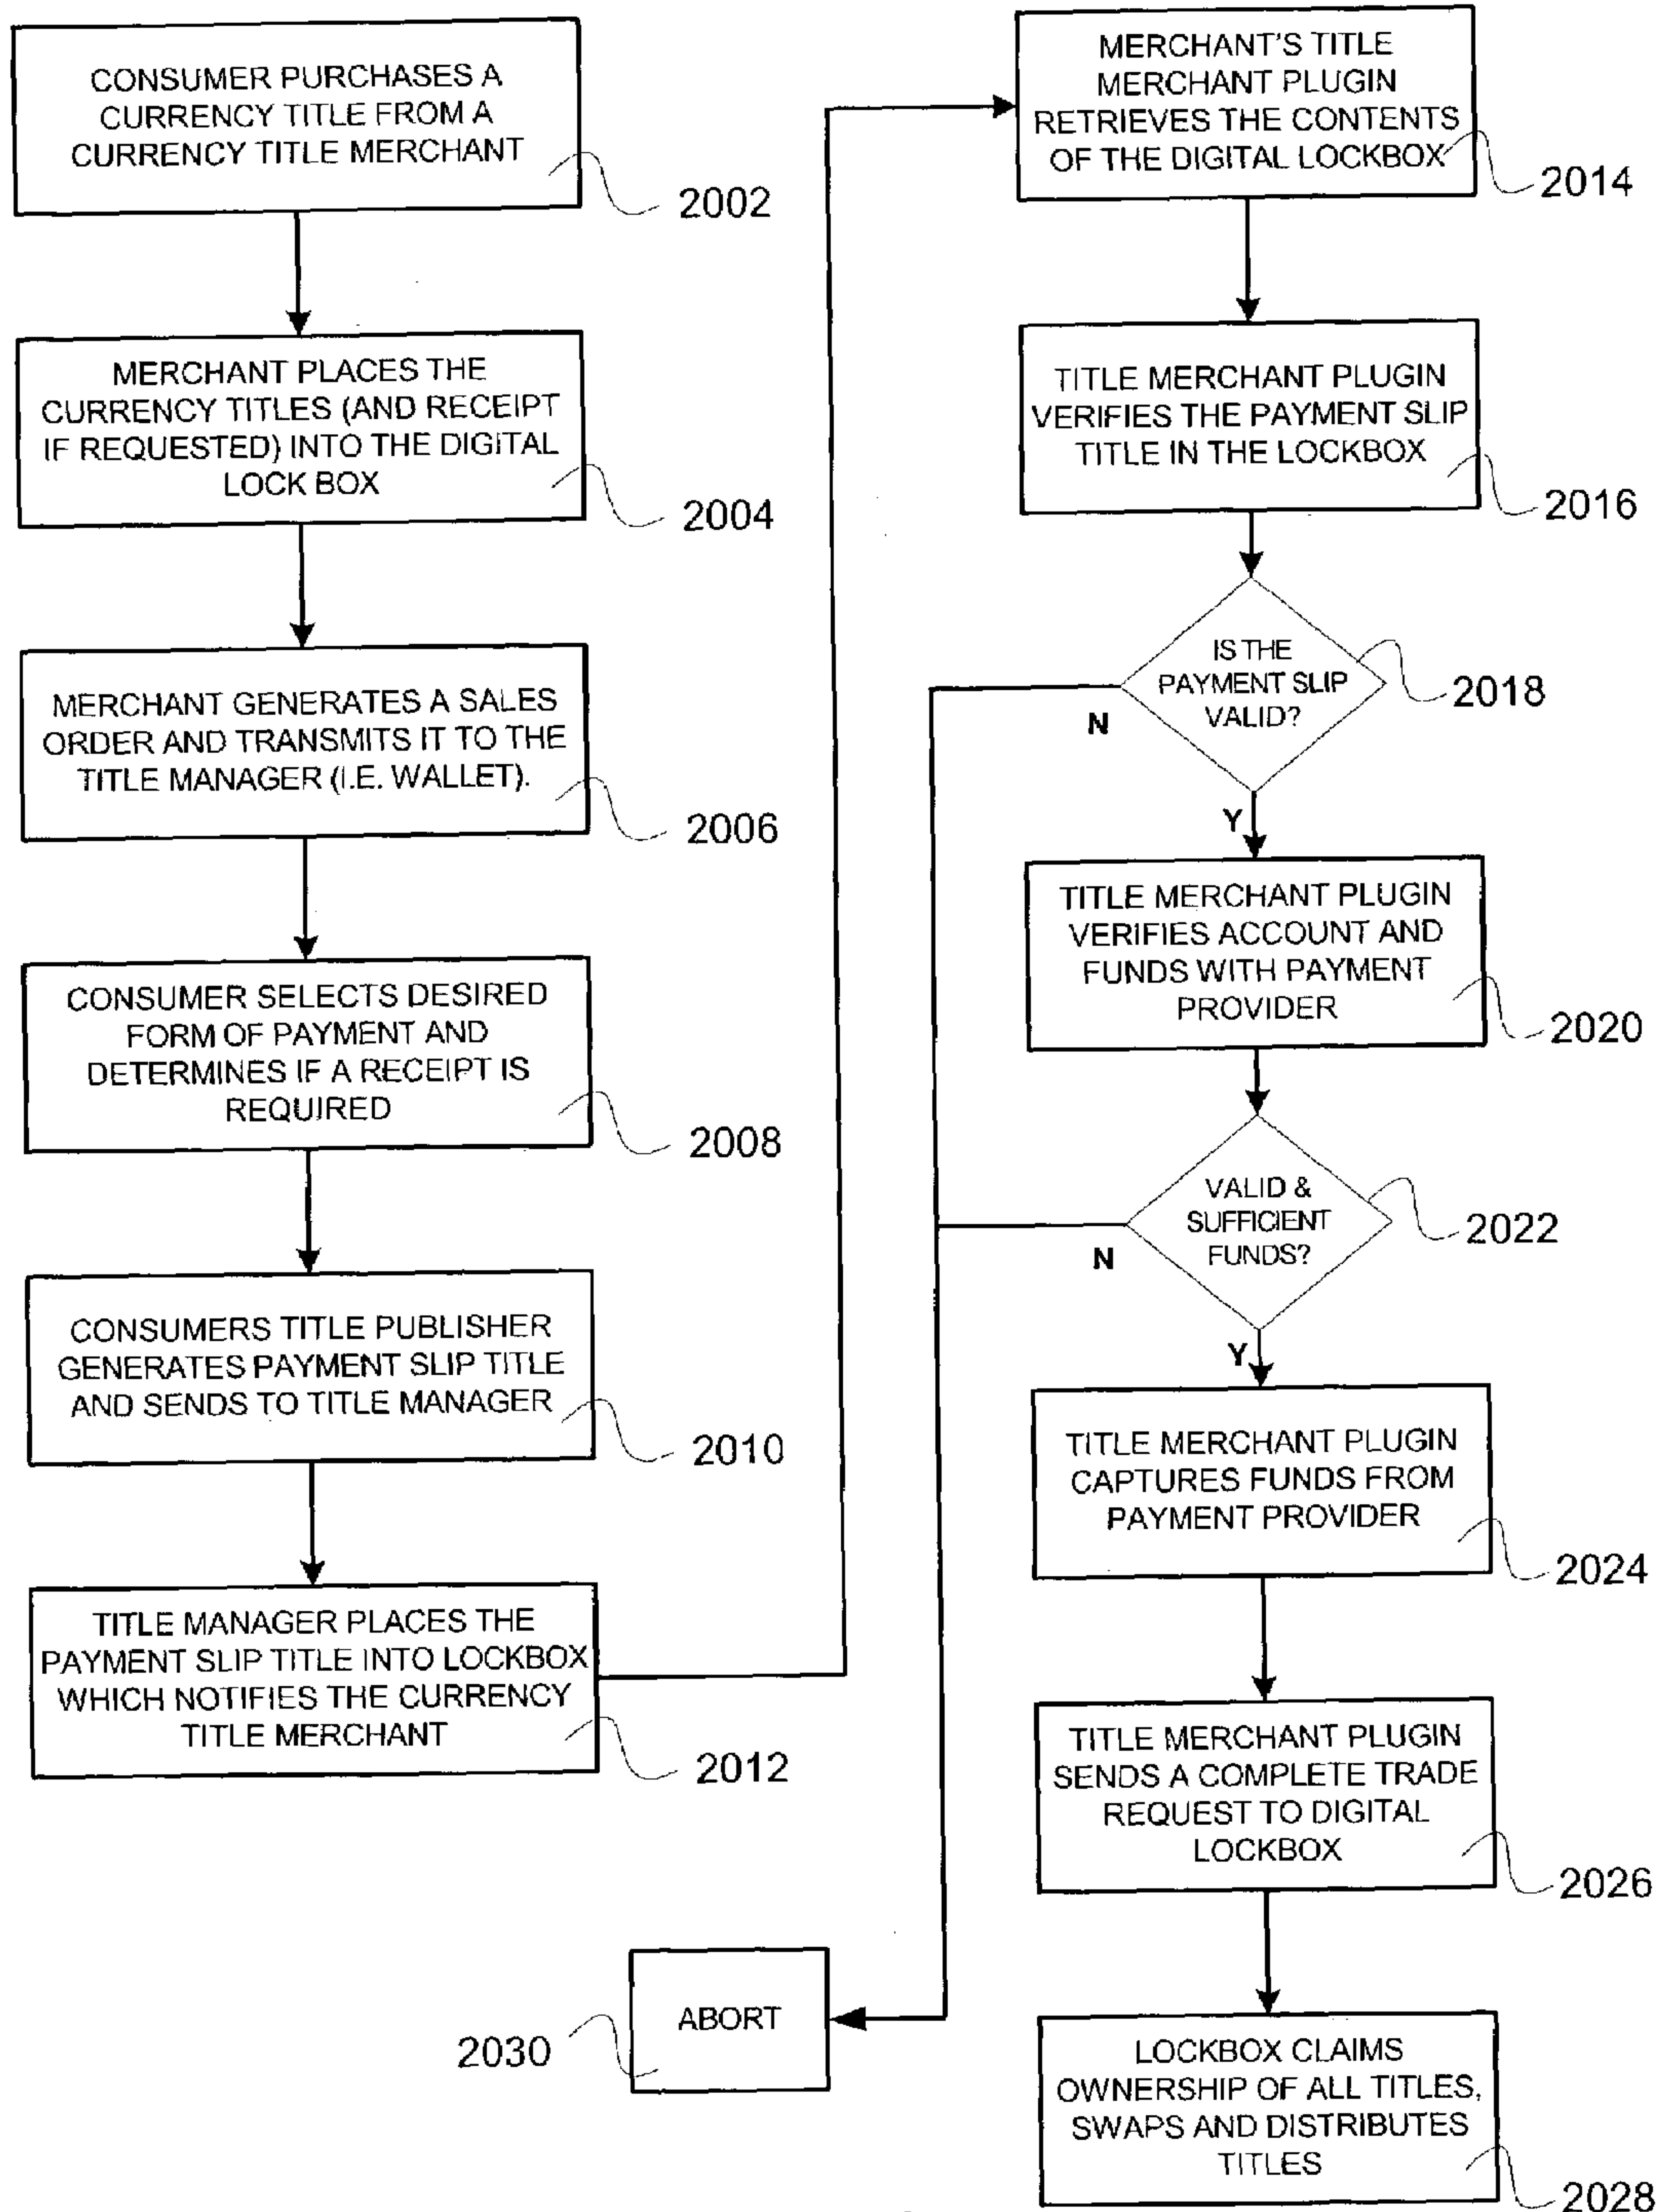 CONSUMER PURCHASES A
CURRENCY TITLE FROM A
CURRENCY TITLE MERCHANT
2002
MERCHANT PLACES THE
CURRENCY TITLES (AND RECEIPT
IF REQUESTED) INTO THE DIGITAL
LOCK BOX
2004
MERCHANT GENERATES A SALES
ORDER AND TRANSMITS IT TO THE
TITLE MANAGER (I.E. WALLET).
2006
CONSUMER SELECTS DESIRED
FORM OF PAYMENT AND
DETERMINES IF A RECEIPT IS
REQUIRED
2008
CONSUMERS TITLE PUBLISHER
GENERATES PAYMENT SLIP TITLE
AND SENDS TO TITLE MANAGER
2010
TITLE MANAGER PLACES THE
PAYMENT SLIP TITLE INTO LOCKBOX
WHICH NOTIFIES THE CURRENCY
TITLE MERCHANT
2012
MERCHANT'S TITLE
MERCHANT PLUGIN
RETRIEVES THE CONTENTS
OF THE DIGITAL LOCKBOX
2014
TITLE MERCHANT PLUGIN
VERIFIES THE PAYMENT SLIP
TITLE IN THE LOCKBOX
2016
IS THE
PAYMENT SLIP
VALID?
2018
N
Y
TITLE MERCHANT PLUGIN
VERIFIES ACCOUNT AND
FUNDS WITH PAYMENT
PROVIDER
2020
VALID &
SUFFICIENT
FUNDS?
2022
N
Y
TITLE MERCHANT PLUGIN
CAPTURES FUNDS FROM
PAYMENT PROVIDER
2024
TITLE MERCHANT PLUGIN
SENDS A COMPLETE TRADE
REQUEST TO DIGITAL
LOCKBOX
2026
LOCKBOX CLAIMS
OWNERSHIP OF ALL TITLES,
SWAPS AND DISTRIBUTES
TITLES
2028
ABORT
2030